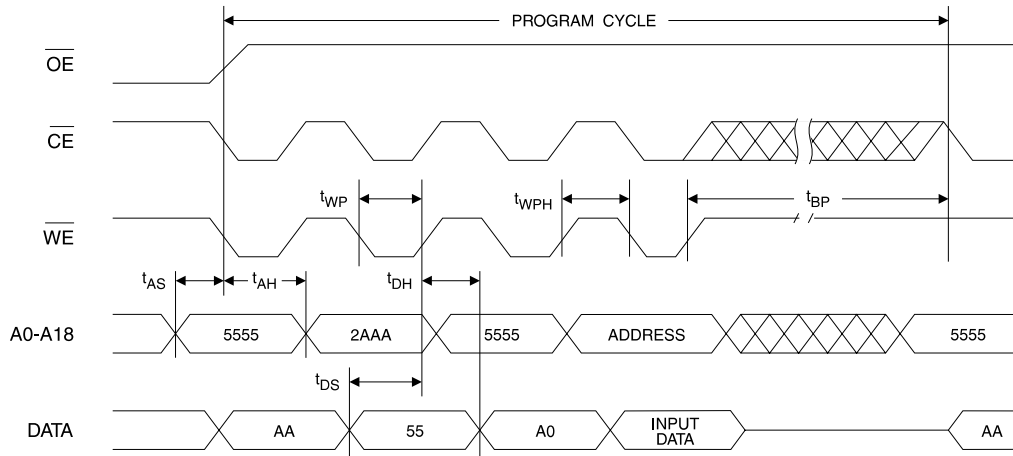 PROGRAM CYCLE
OE
CE
tWP
tWPH
tBP
WE
tAS
tAH
tDH
A0-A18
5555
2AAA
5555
ADDRESS
5555
tDS
DATA
AA
55
A0
INPUT
DATA
AA